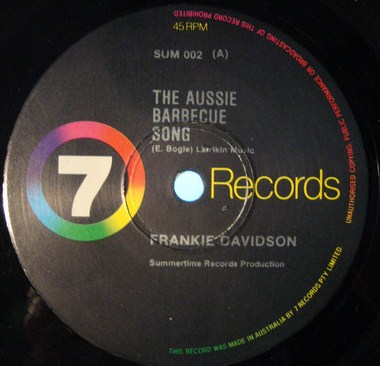 45 RPM
SUM 002 (A)
THE AUSSIE
BARBECUE
SONG
(E. Bogle) Larrikin Music
7 Records
FRANKIE DAVIDSON
Summertime Records Production
UNAUTHORISED COPYING, PUBLIC PERFORMANCE OR BROADCASTING OF THIS RECORD PROHIBITED.
THIS RECORD WAS MADE IN AUSTRALIA BY 7 RECORDS PTY LIMITED